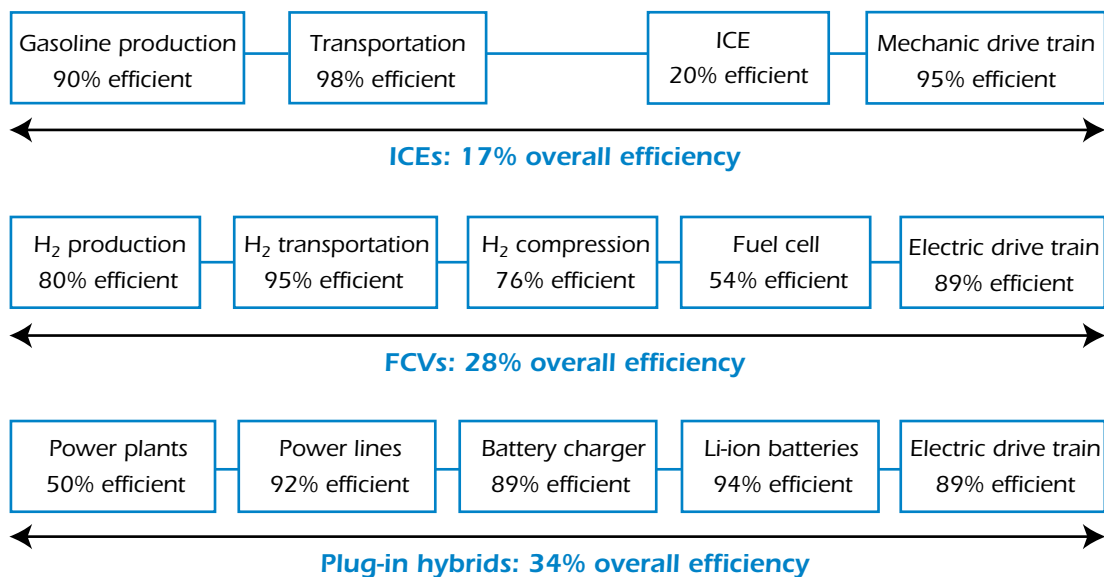 Gasoline production
90% efficient
Transportation
98% efficient
ICE
20% efficient
Mechanic drive train
95% efficient
ICEs: 17% overall efficiency
H₂ production
80% efficient
H₂ transportation
95% efficient
H₂ compression
76% efficient
Fuel cell
54% efficient
Electric drive train
89% efficient
FCVs: 28% overall efficiency
Power plants
50% efficient
Power lines
92% efficient
Battery charger
89% efficient
Li-ion batteries
94% efficient
Electric drive train
89% efficient
Plug-in hybrids: 34% overall efficiency